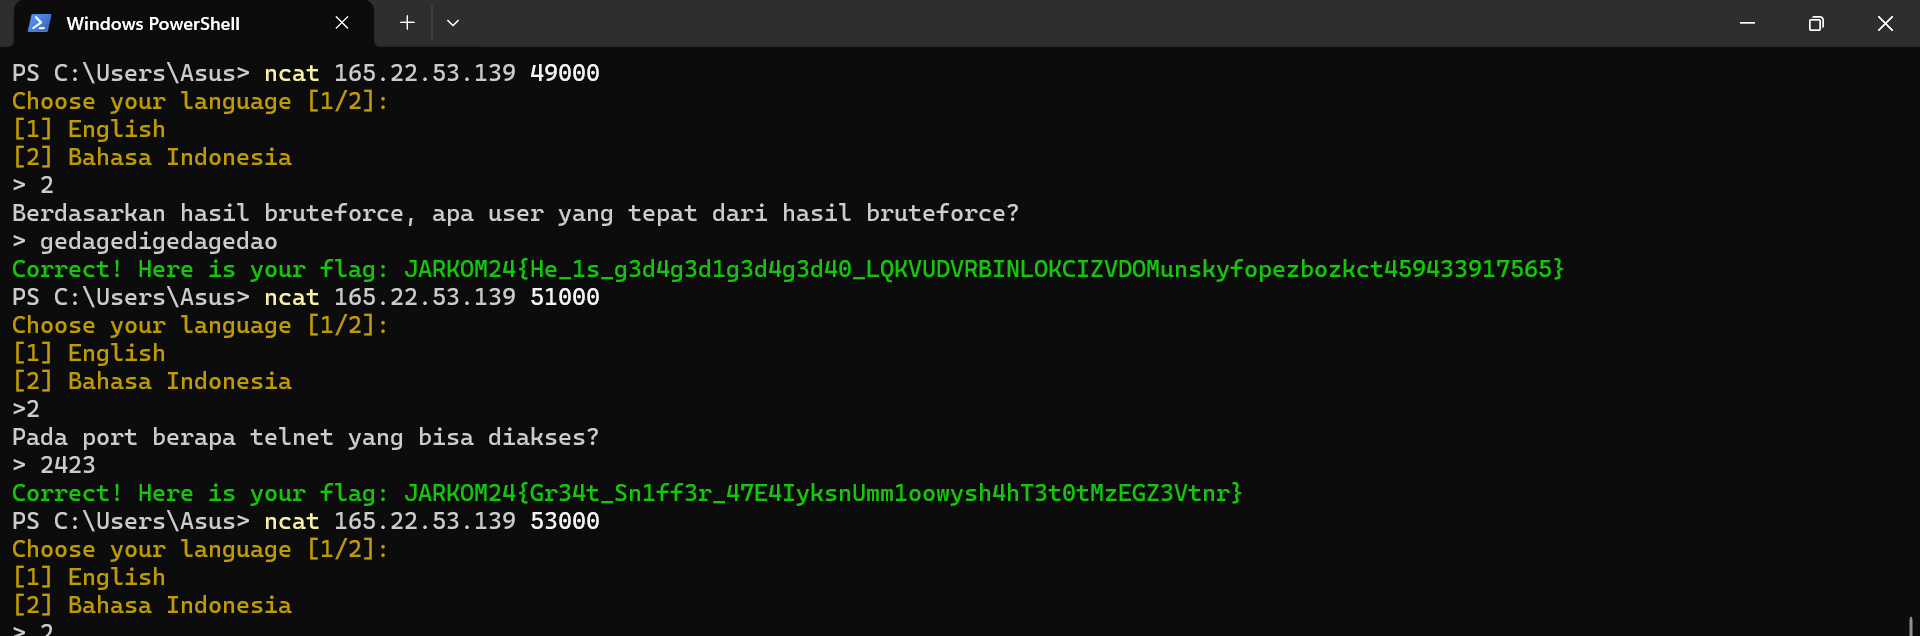 Windows PowerShell
PS C:\Users\Asus> ncat 165.22.53.139 49000
Choose your language [1/2]:
[1] English
[2] Bahasa Indonesia
> 2
Berdasarkan hasil bruteforce, apa user yang tepat dari hasil bruteforce?
> gedagedigedagedao
Correct! Here is your flag: JARKOM24{He_1s_g3d4g3d1g3d4g3d40_LQKVUDVRBINLOKCIZVDOMunskyfopezbozkct459433917565}
PS C:\Users\Asus> ncat 165.22.53.139 51000
Choose your language [1/2]:
[1] English
[2] Bahasa Indonesia
>2
Pada port berapa telnet yang bisa diakses?
> 2423
Correct! Here is your flag: JARKOM24{Gr34t_Sn1ff3r_47E4IyksnUmm1oowysh4hT3t0tMzEGZ3Vtnr}
PS C:\Users\Asus> ncat 165.22.53.139 53000
Choose your language [1/2]:
[1] English
[2] Bahasa Indonesia
> 2